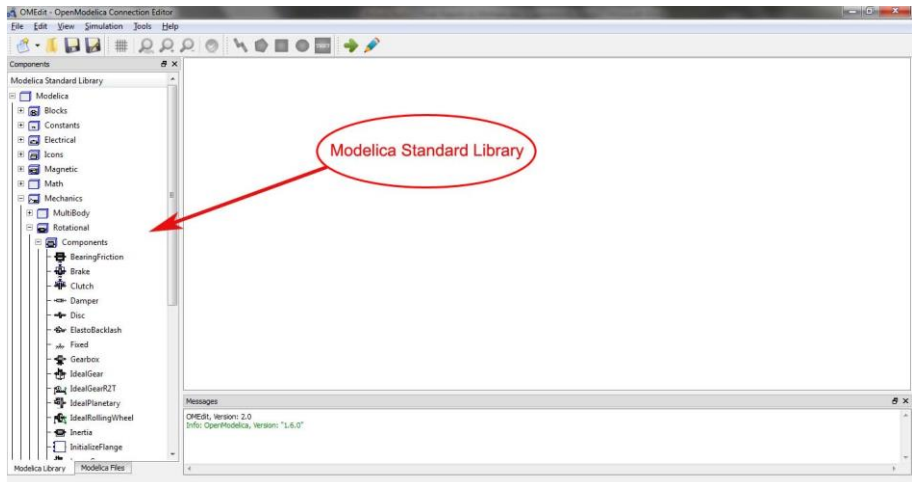 OMEdit - OpenModelica Connection Editor
File Edit View Simulation Tools Help
Components
Modelica Standard Library
Modelica
Blocks
Constants
Electrical
Icons
Magnetic
Math
Mechanics
MultiBody
Rotational
Components
BearingFriction
Brake
Clutch
Damper
Disc
ElastoBacklash
Fixed
Gearbox
IdealGear
IdealGearR2T
IdealPlanetary
IdealRollingWheel
Inertia
InitializeFlange
Modelica Library Modelica Files
Modelica Standard Library
Messages
OMEdit, Version: 2.0
Info: OpenModelica, Version: "1.6.0"